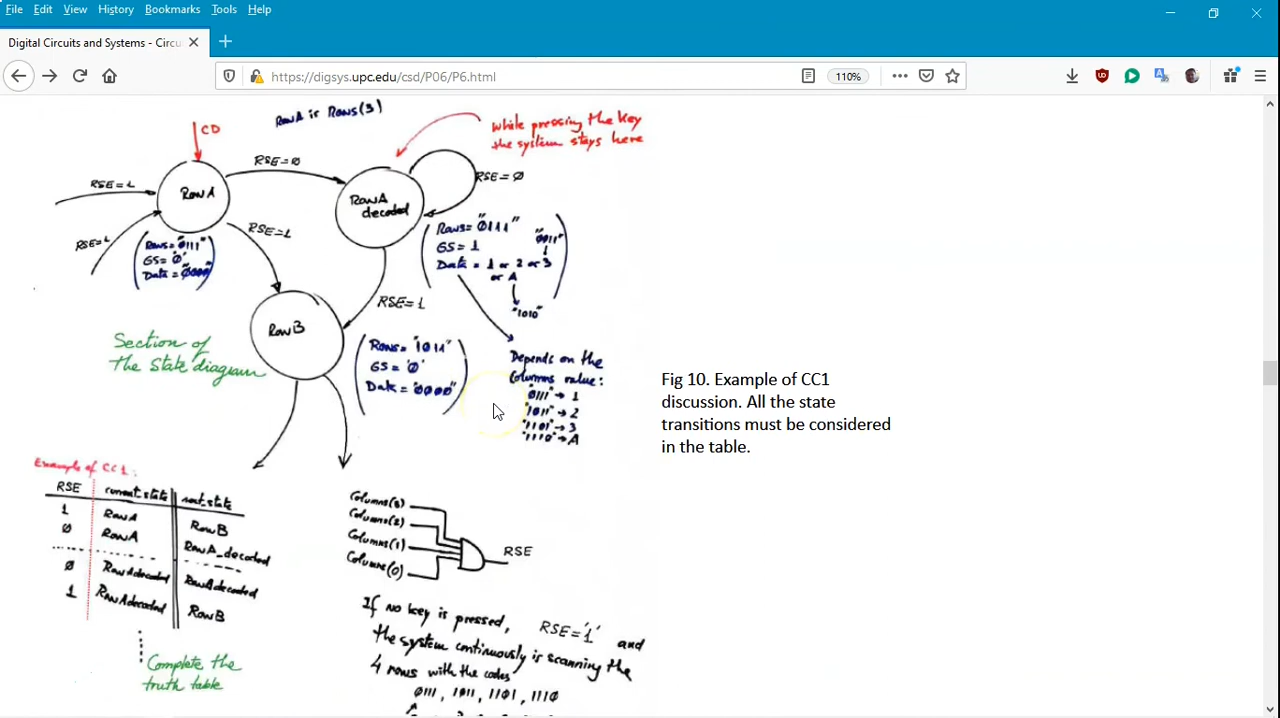 File Edit View History Bookmarks Tools Help
Digital Circuits and Systems - Circu
https://digsys.upc.edu/csd/P06/P6.html
110%
RowA is Rows(3)
CD
while pressing the key
the system stays here
RSE=0
RSE=1
RowA
RowA
decoded
RSE=0
RSE=1
RSE=1
Rows="0111"
GS='0'
Data="0000"
Rows="0111"
GS=1
"0011"
Data=1 or 2 or 3
or A
"1010"
RSE=1
RowB
Section of
the state diagram
Rows="1011"
GS='0'
Data="0000"
Depends on the
Columns value:
"0111"→1
"1011"→2
"1101"→3
"1110"→A
Fig 10. Example of CC1
discussion. All the state
transitions must be considered
in the table.
Example of CC1:
RSE current_state next_state
1 RowA RowB
0 RowA RowA_decoded
0 RowAdecoded RowAdecoded
1 RowAdecoded RowB
Complete the
truth table
Columns(3)
Columns(2)
Columns(1)
Columns(0)
RSE
If no key is pressed, RSE='1' and
the system continuously is scanning the
4 rows with the codes
0111, 1011, 1101, 1110